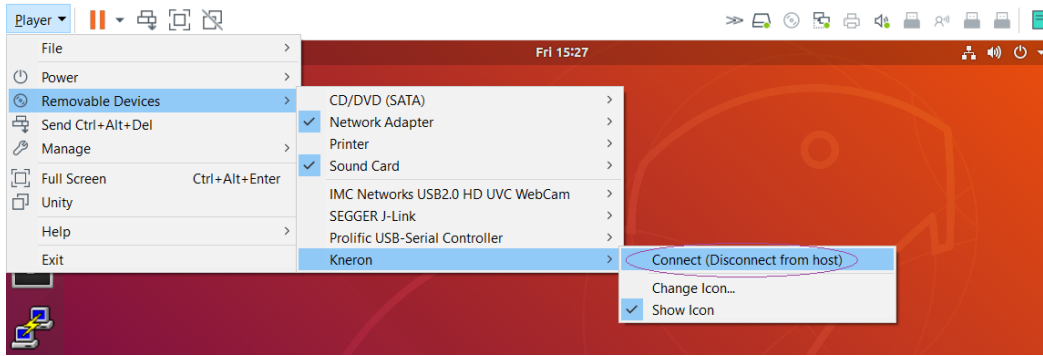 Player
File
Fri 15:27
Power
Removable Devices
CD/DVD (SATA)
Send Ctrl+Alt+Del
Network Adapter
Manage
Printer
Sound Card
Full Screen Ctrl+Alt+Enter
IMC Networks USB2.0 HD UVC WebCam
Unity
SEGGER J-Link
Help
Prolific USB-Serial Controller
Exit
Kneron
Connect (Disconnect from host)
Change Icon...
Show Icon